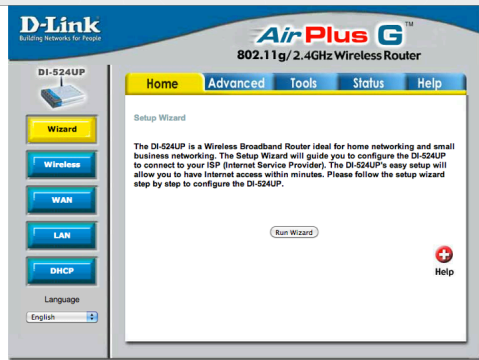 D-Link
Building Networks for People
Air Plus G™
802.11g/2.4GHz Wireless Router
DI-524UP
Home Advanced Tools Status Help
Wizard
Wireless
WAN
LAN
DHCP
Language
English
Setup Wizard
The DI-524UP is a Wireless Broadband Router ideal for home networking and small
business networking. The Setup Wizard will guide you to configure the DI-524UP
to connect to your ISP (Internet Service Provider). The DI-524UP's easy setup will
allow you to have Internet access within minutes. Please follow the setup wizard
step by step to configure the DI-524UP.
Run Wizard
Help